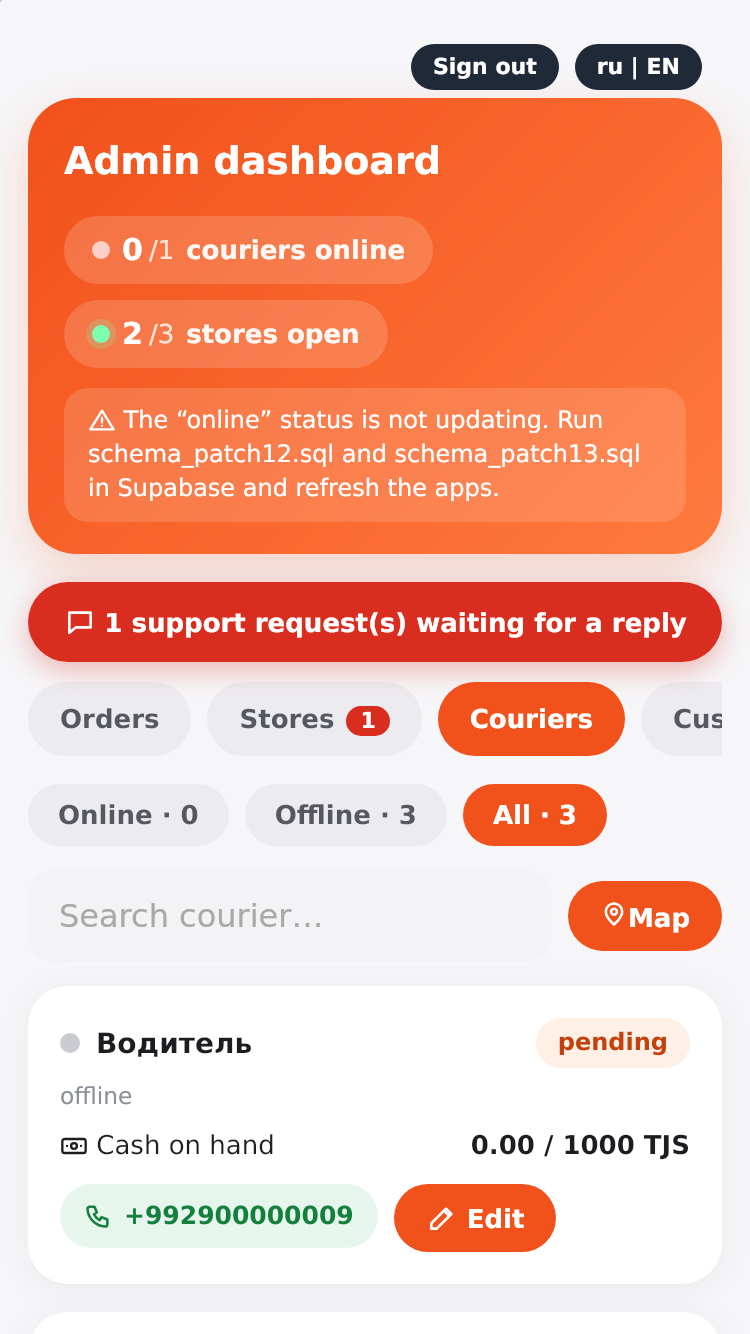 Sign out
ru | EN
Admin dashboard
0 /1 couriers online
2 /3 stores open
The “online” status is not updating. Run
schema_patch12.sql and schema_patch13.sql
in Supabase and refresh the apps.
1 support request(s) waiting for a reply
Orders
Stores 1
Couriers
Cus
Online · 0
Offline · 3
All · 3
Search courier...
Map
Водитель
pending
offline
Cash on hand
0.00 / 1000 TJS
+992900000009
Edit